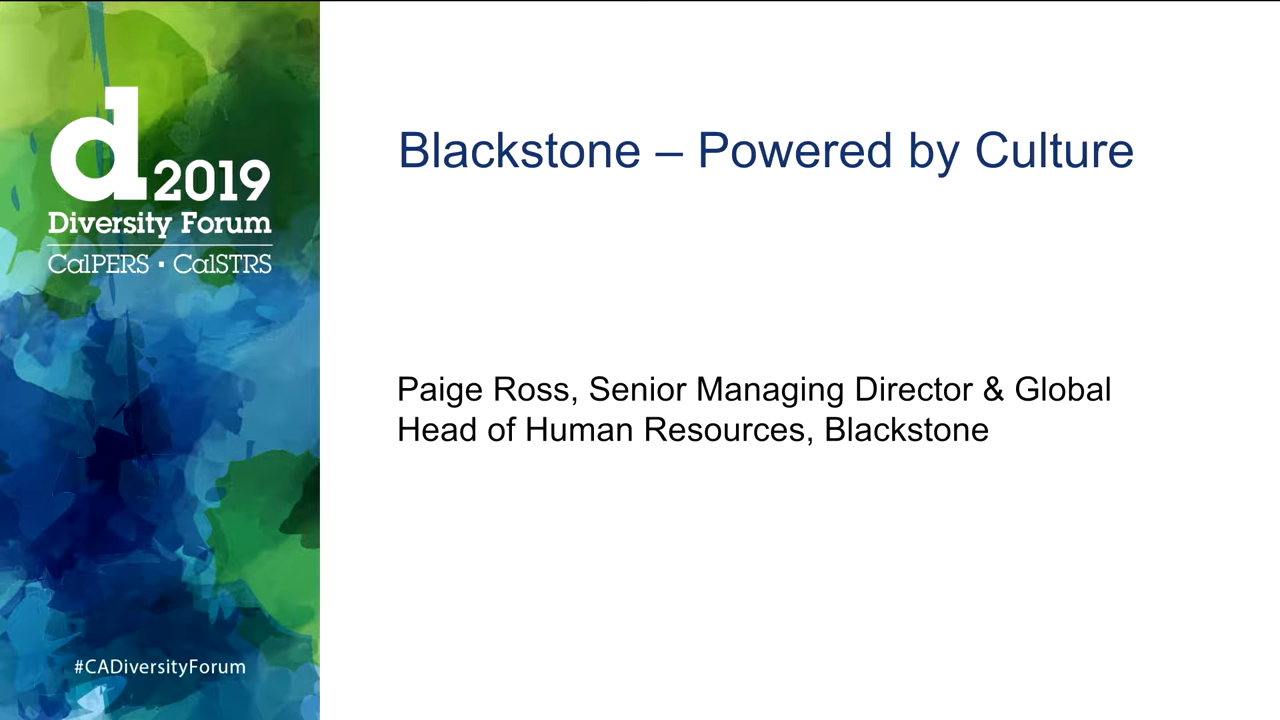 d2019
Diversity Forum
CalPERS · CalSTRS
#CADiversityForum
Blackstone – Powered by Culture
Paige Ross, Senior Managing Director & Global
Head of Human Resources, Blackstone